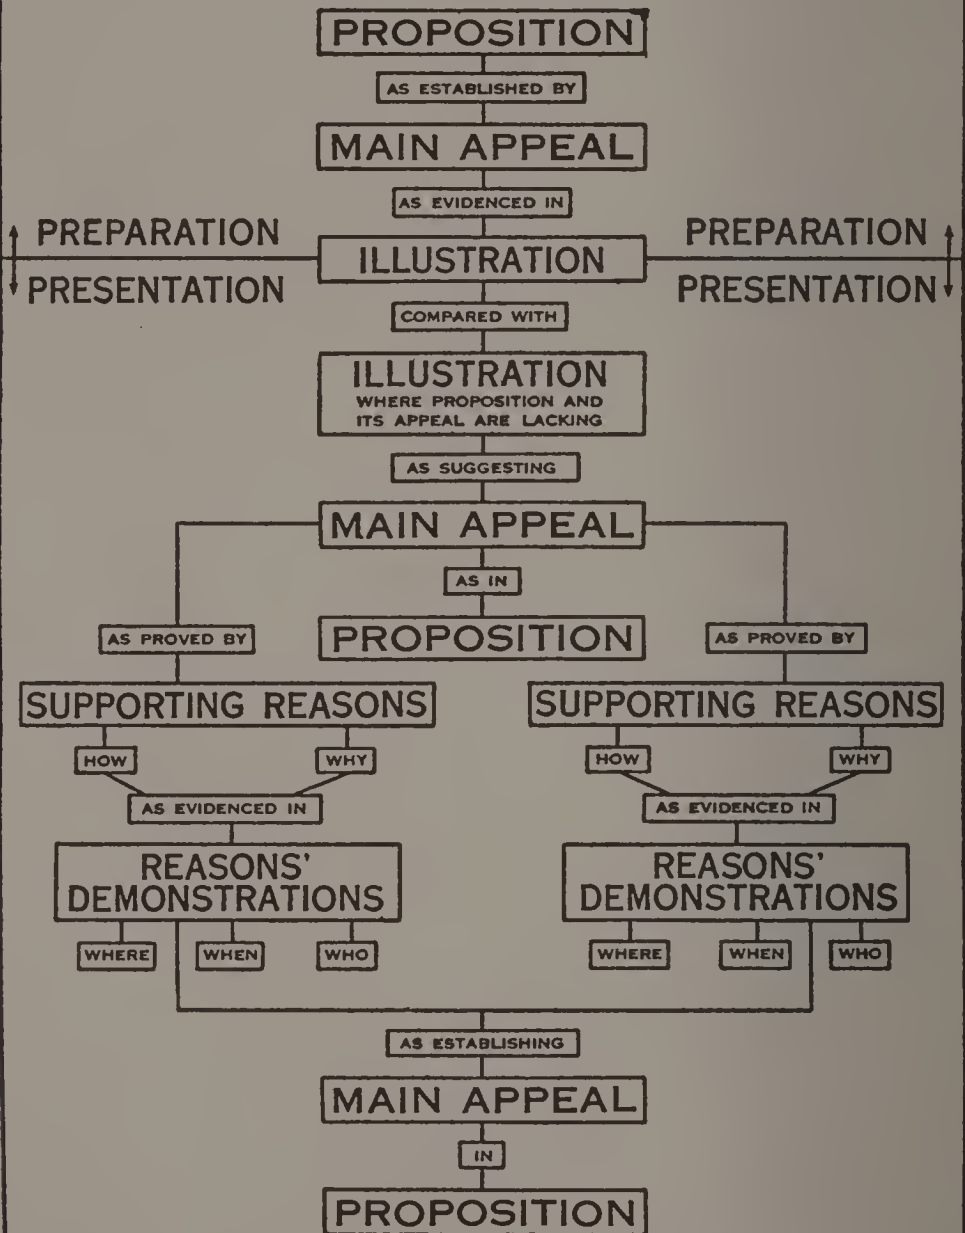 PROPOSITION
AS ESTABLISHED BY
MAIN APPEAL
AS EVIDENCED IN
PREPARATION
PREPARATION
ILLUSTRATION
PRESENTATION
PRESENTATION
COMPARED WITH
ILLUSTRATION
WHERE PROPOSITION AND
ITS APPEAL ARE LACKING
AS SUGGESTING
MAIN APPEAL
AS IN
PROPOSITION
AS PROVED BY
AS PROVED BY
SUPPORTING REASONS
SUPPORTING REASONS
HOW
WHY
HOW
WHY
AS EVIDENCED IN
AS EVIDENCED IN
REASONS'
DEMONSTRATIONS
REASONS'
DEMONSTRATIONS
WHERE
WHEN
WHO
WHERE
WHEN
WHO
AS ESTABLISHING
MAIN APPEAL
IN
PROPOSITION